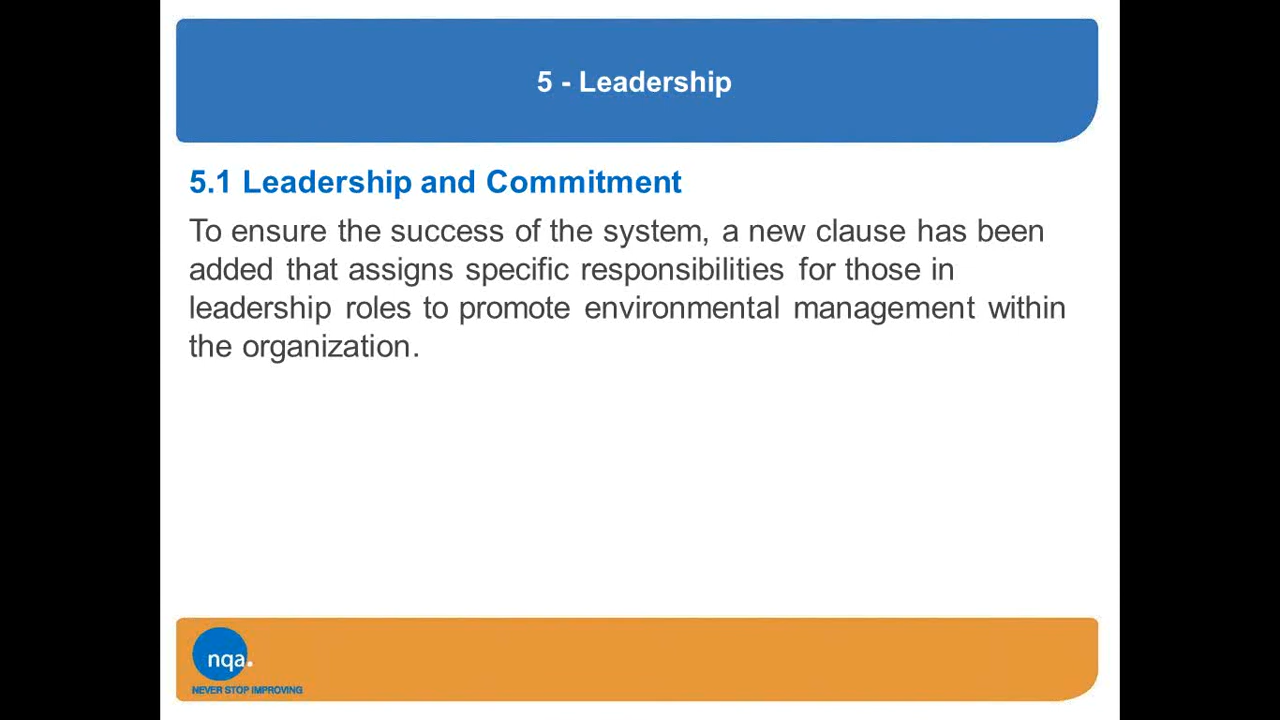 5 - Leadership
5.1 Leadership and Commitment
To ensure the success of the system, a new clause has been
added that assigns specific responsibilities for those in
leadership roles to promote environmental management within
the organization.
nqa.
NEVER STOP IMPROVING